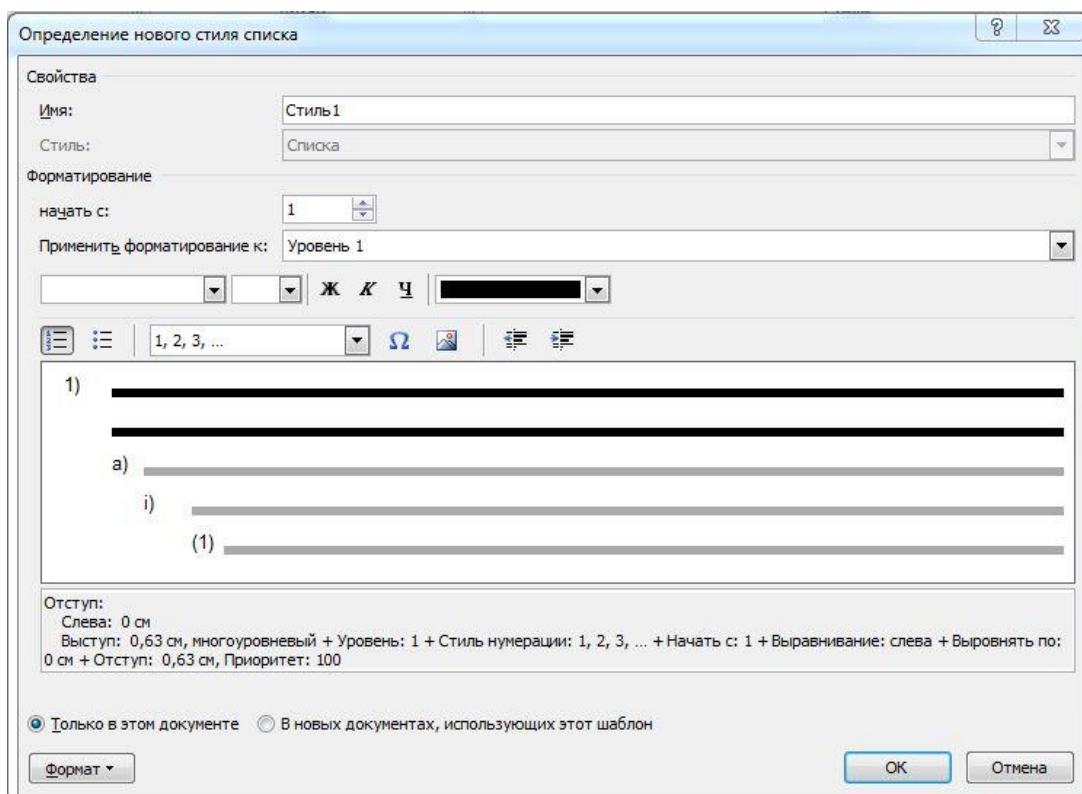 Определение нового стиля списка
Свойства
Имя: Стиль1
Стиль: Списка
Форматирование
начать с: 1
Применить форматирование к: Уровень 1
Ж К Ч
1, 2, 3, ... Ω
1)
a)
i)
(1)
Отступ:
Слева: 0 см
Выступ: 0,63 см, многоуровневый + Уровень: 1 + Стиль нумерации: 1, 2, 3, ... + Начать с: 1 + Выравнивание: слева + Выровнять по:
0 см + Отступ: 0,63 см, Приоритет: 100
Только в этом документе В новых документах, использующих этот шаблон
Формат ОК Отмена